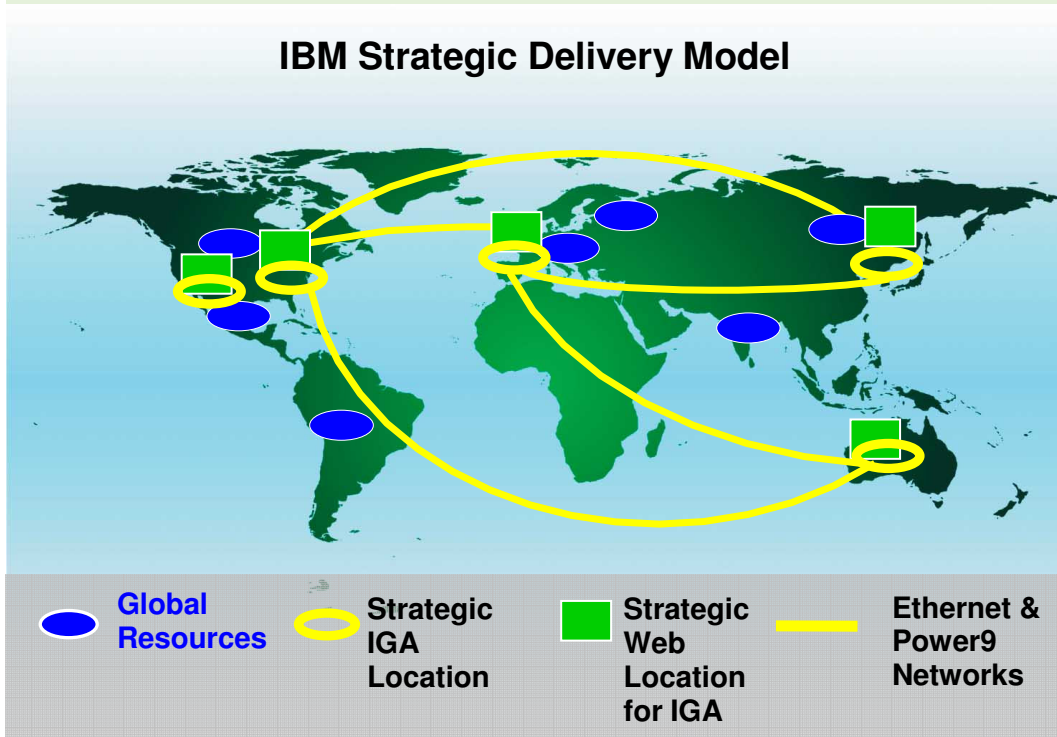 IBM Strategic Delivery Model
Global
Resources
Strategic
IGA
Location
Strategic
Web
Location
for IGA
Ethernet &
Power9
Networks